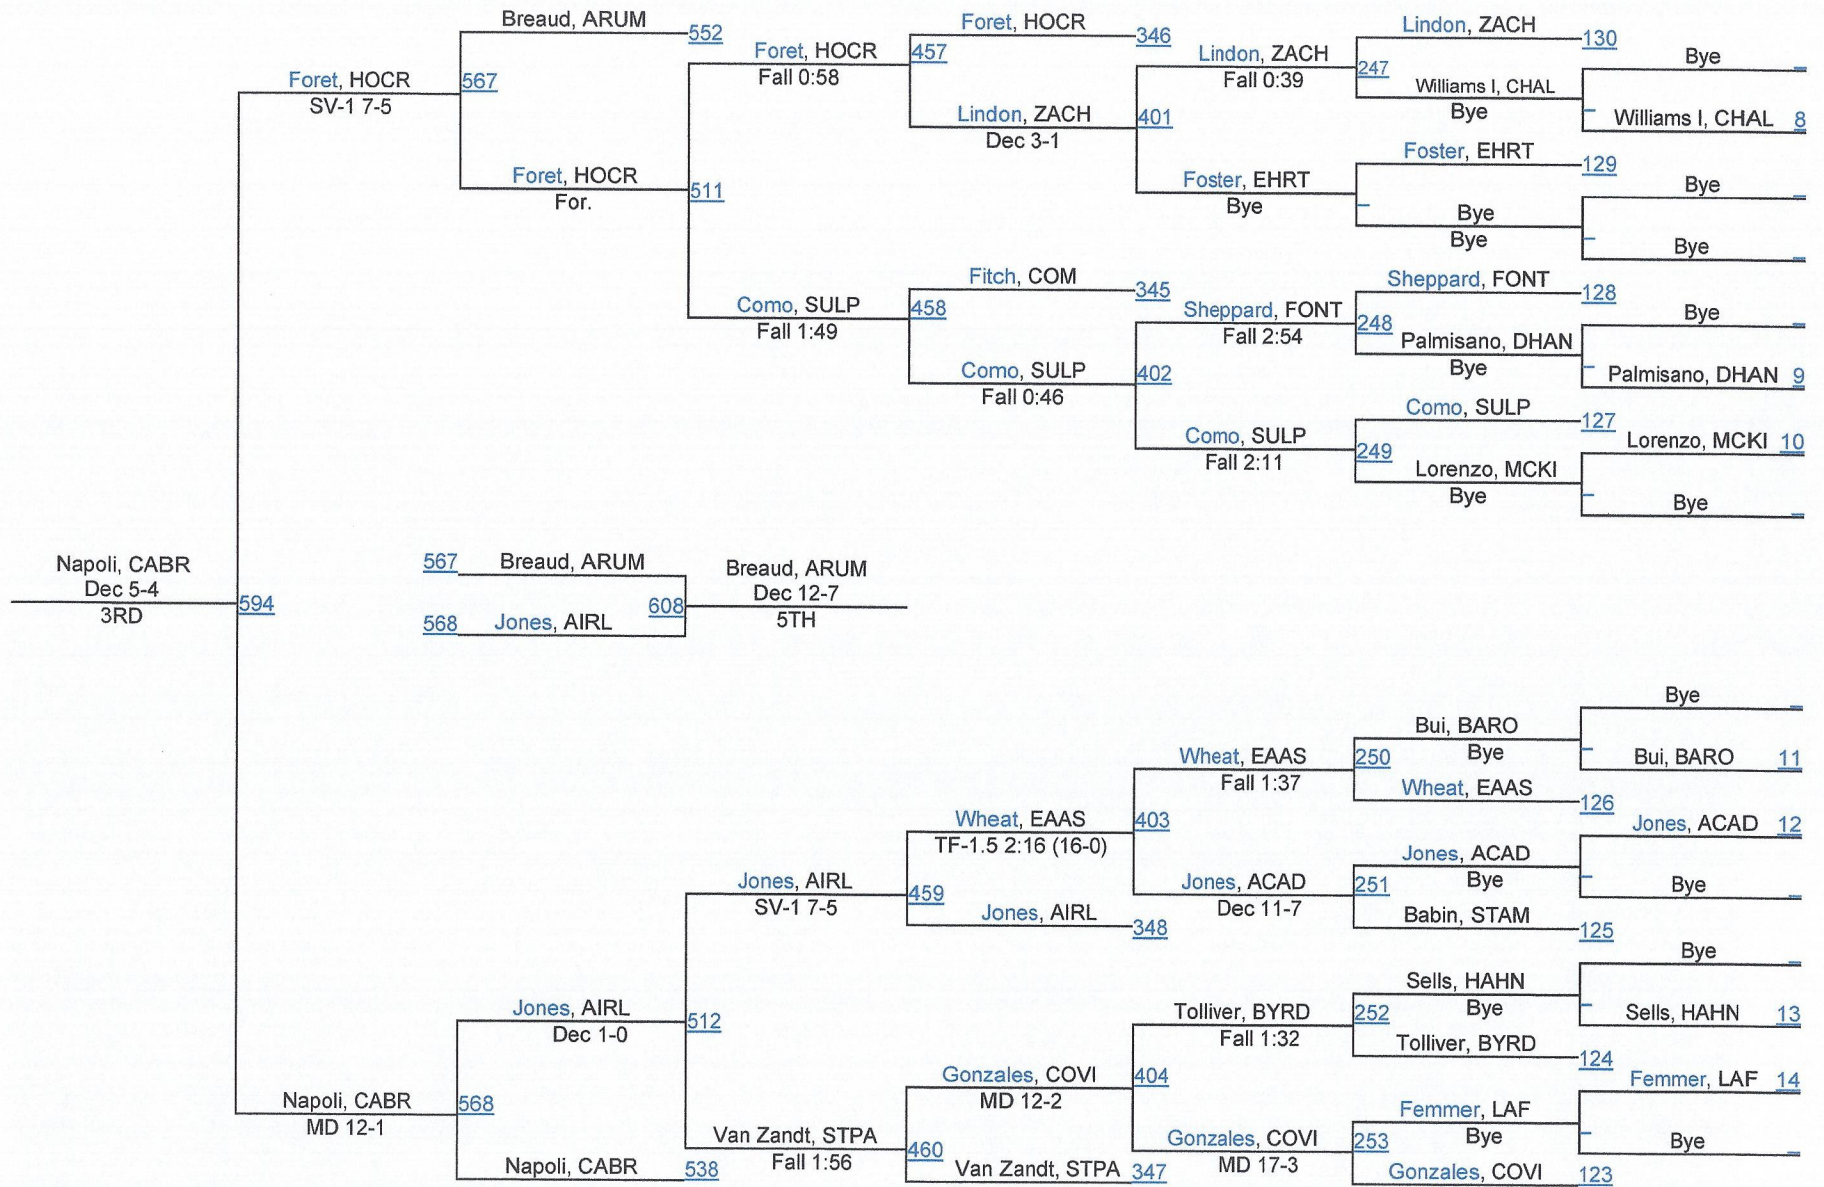 Breaud, ARUM 552
Foret, HOCR 346
Lindon, ZACH 130
Bye
Foret, HOCR 457
Fall 0:58
Lindon, ZACH 247
Fall 0:39
Williams I, CHAL
Bye
Foret, HOCR 567
SV-1 7-5
Lindon, ZACH 401
Dec 3-1
Williams I, CHAL 8
Foster, EHRT 129
Bye
Foret, HOCR 511
For.
Foster, EHRT
Bye
Bye
Bye
Bye
Fitch, COM 345
Sheppard, FONT 128
Bye
Como, SULP 458
Fall 1:49
Sheppard, FONT 248
Fall 2:54
Palmisano, DHAN
Bye
Como, SULP 402
Fall 0:46
Palmisano, DHAN 9
Como, SULP 127
Como, SULP 249
Fall 2:11
Lorenzo, MCKI 10
Lorenzo, MCKI
Bye
Bye
Napoli, CABR
Dec 5-4
3RD
594
567 Breaud, ARUM
568 Jones, AIRL
608
Breaud, ARUM
Dec 12-7
5TH
Bye
Bui, BARO
Bye
Bui, BARO 11
Wheat, EAAS 250
Fall 1:37
Wheat, EAAS 126
Wheat, EAAS 403
TF-1.5 2:16 (16-0)
Jones, ACAD 12
Jones, ACAD
Bye
Bye
Jones, AIRL 459
SV-1 7-5
Jones, ACAD 251
Dec 11-7
Jones, AIRL 348
Babin, STAM 125
Bye
Sells, HAHN
Bye
Sells, HAHN 13
Jones, AIRL 512
Dec 1-0
Tolliver, BYRD 252
Fall 1:32
Tolliver, BYRD 124
Gonzales, COVI 404
MD 12-2
Femmer, LAF 14
Napoli, CABR 568
MD 12-1
Femmer, LAF
Bye
Bye
Van Zandt, STPA 460
Fall 1:56
Gonzales, COVI 253
MD 17-3
Napoli, CABR 538
Van Zandt, STPA 347
Gonzales, COVI 123